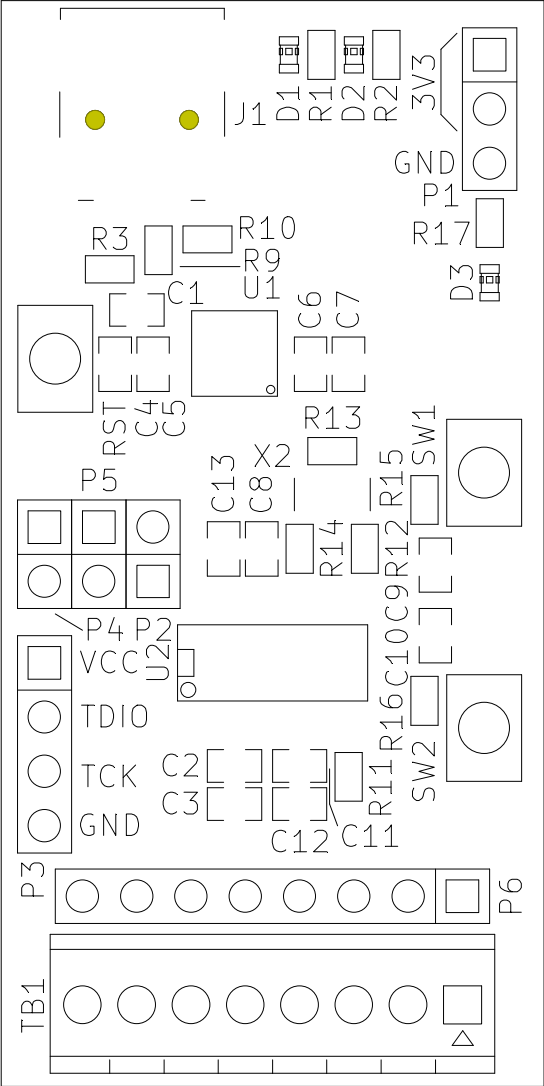 J1
D1
R1
D2
R2
3V3
GND
P1
R17
D3
R3
R10
R9
C1
U1
C6
C7
RST
C4
C5
R13
SW1
X2
C13
C8
R15
P5
R14
R12
C9
P4
P2
VCC
U2
C10
TDIO
R16
C2
TCK
SW2
R11
C3
GND
C12
C11
P3
P6
TB1